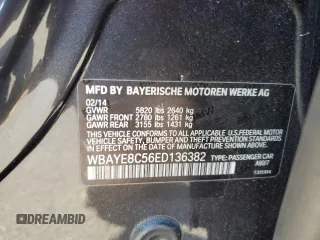 MFD BY BAYERISCHE MOTOREN WERKE AG
02/14
GVWR 5820 lbs 2640 kg
GAWR FRONT 2780 lbs 1261 kg
GAWR REAR 3155 lbs 1431 kg
THIS VEHICLE CONFORMS TO ALL APPLICABLE
U.S. FEDERAL MOTOR VEHICLE SAFETY, BUMPER
AND THEFT PREVENTION STANDARDS IN EFFECT
ON THE DATE OF MANUFACTURE SHOWN ABOVE.
WBAYE8C56ED136382 TYPE: PASSENGER CAR
STATVIN.COM